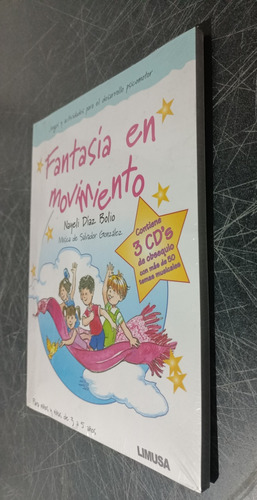 Juegos y actividades para el desarrollo psicomotor
Fantasía en
movimiento
Nayeli Díaz Bolio
Música de Salvador González
Contiene
3 CD's
de obsequio
con más de 50
temas musicales
Para niñas y niños de 3 a 5 años
LIMUSA